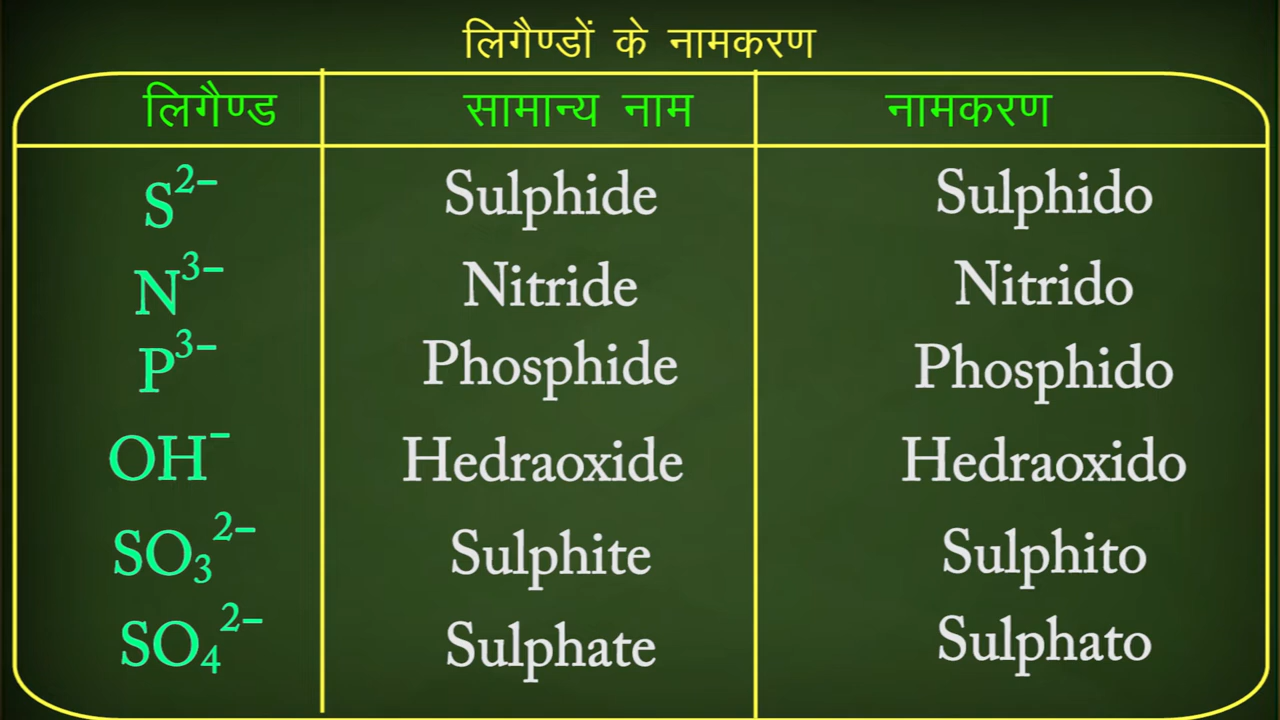 लिगैण्डों के नामकरण
लिगैण्ड सामान्य नाम नामकरण
S²⁻ Sulphide Sulphido
N³⁻ Nitride Nitrido
P³⁻ Phosphide Phosphido
OH⁻ Hedraoxide Hedraoxido
SO₃²⁻ Sulphite Sulphito
SO₄²⁻ Sulphate Sulphato